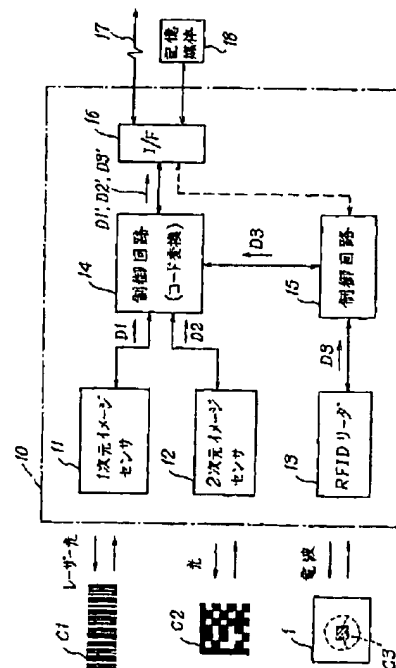 10
C1
レーザー光
11
1次元イメージ
センサ
D1
C2
光
12
2次元イメージ
センサ
D2
1
C3
電波
13
RFIDリーダ
D3
14
制御回路
(コード変換)
D3
15
制御回路
D1', D2', D3'
16
I/F
17
記憶
媒体
18